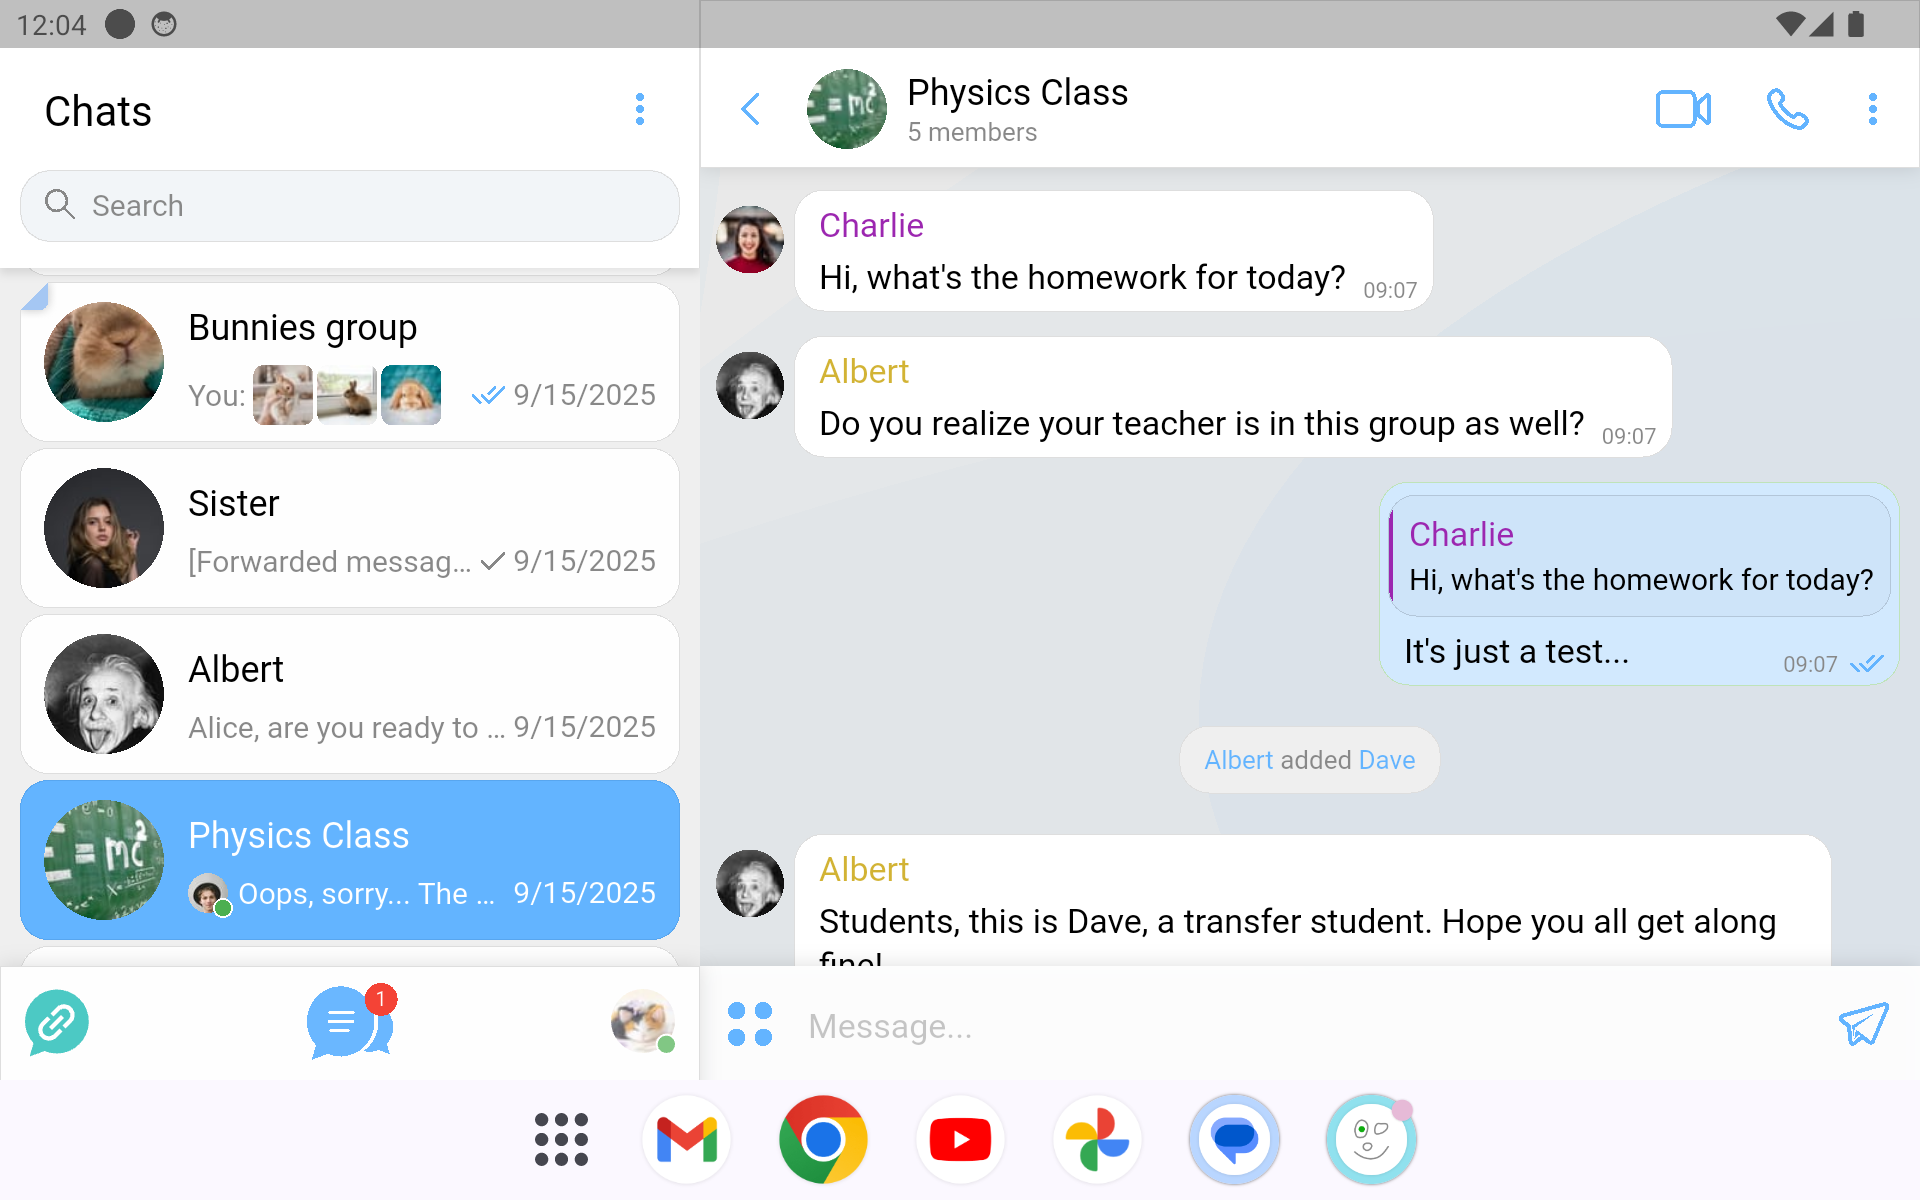 12:04
Chats
Search
Bunnies group
You:
9/15/2025
Sister
[Forwarded messag... 9/15/2025
Albert
Alice, are you ready to ... 9/15/2025
= mc²
Physics Class
Oops, sorry... The ... 9/15/2025
1
= mc
Physics Class
5 members
Charlie
Hi, what's the homework for today?
09:07
Albert
Do you realize your teacher is in this group as well?
09:07
Charlie
Hi, what's the homework for today?
It's just a test...
09:07
Albert added Dave
Albert
Students, this is Dave, a transfer student. Hope you all get along
fine!
Message...